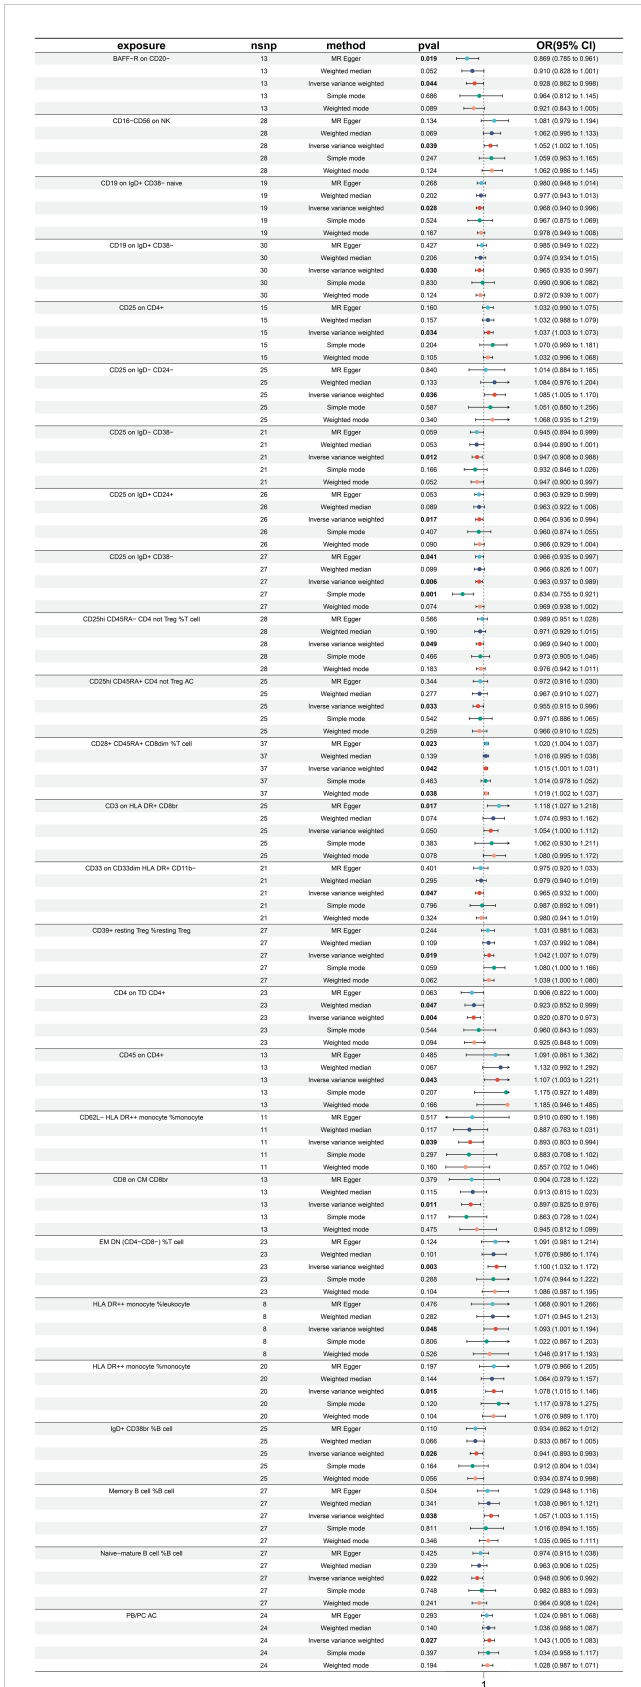 exposure nsnp method pval OR(95% CI)
BAFF−R on CD20− 13 MR Egger 0.019 0.869 (0.785 to 0.961)
13 Weighted median 0.052 0.910 (0.828 to 1.001)
13 Inverse variance weighted 0.044 0.928 (0.862 to 0.998)
13 Simple mode 0.686 0.964 (0.812 to 1.145)
13 Weighted mode 0.089 0.921 (0.843 to 1.005)
CD16−CD56 on NK 28 MR Egger 0.134 1.081 (0.979 to 1.194)
28 Weighted median 0.069 1.062 (0.995 to 1.133)
28 Inverse variance weighted 0.039 1.052 (1.002 to 1.105)
28 Simple mode 0.247 1.059 (0.963 to 1.165)
28 Weighted mode 0.124 1.062 (0.986 to 1.145)
CD19 on IgD+ CD38− naive 19 MR Egger 0.268 0.980 (0.948 to 1.014)
19 Weighted median 0.202 0.977 (0.943 to 1.013)
19 Inverse variance weighted 0.028 0.968 (0.940 to 0.996)
19 Simple mode 0.524 0.967 (0.875 to 1.069)
19 Weighted mode 0.167 0.978 (0.949 to 1.008)
CD19 on IgD+ CD38− 30 MR Egger 0.427 0.985 (0.949 to 1.022)
30 Weighted median 0.206 0.974 (0.934 to 1.015)
30 Inverse variance weighted 0.030 0.965 (0.935 to 0.997)
30 Simple mode 0.830 0.990 (0.906 to 1.082)
30 Weighted mode 0.124 0.972 (0.939 to 1.007)
CD25 on CD4+ 15 MR Egger 0.160 1.032 (0.990 to 1.075)
15 Weighted median 0.157 1.032 (0.988 to 1.079)
15 Inverse variance weighted 0.034 1.037 (1.003 to 1.073)
15 Simple mode 0.204 1.070 (0.969 to 1.181)
15 Weighted mode 0.105 1.032 (0.996 to 1.068)
CD25 on IgD− CD24− 25 MR Egger 0.840 1.014 (0.884 to 1.165)
25 Weighted median 0.133 1.084 (0.976 to 1.204)
25 Inverse variance weighted 0.036 1.085 (1.005 to 1.170)
25 Simple mode 0.587 1.051 (0.880 to 1.256)
25 Weighted mode 0.340 1.068 (0.935 to 1.219)
CD25 on IgD− CD38− 21 MR Egger 0.059 0.945 (0.894 to 0.999)
21 Weighted median 0.053 0.944 (0.890 to 1.001)
21 Inverse variance weighted 0.012 0.947 (0.908 to 0.988)
21 Simple mode 0.166 0.932 (0.846 to 1.026)
21 Weighted mode 0.052 0.947 (0.900 to 0.997)
CD25 on IgD+ CD24+ 26 MR Egger 0.053 0.963 (0.929 to 0.999)
26 Weighted median 0.089 0.963 (0.922 to 1.006)
26 Inverse variance weighted 0.017 0.964 (0.936 to 0.994)
26 Simple mode 0.407 0.960 (0.874 to 1.055)
26 Weighted mode 0.090 0.966 (0.929 to 1.004)
CD25 on IgD+ CD38− 27 MR Egger 0.041 0.966 (0.935 to 0.997)
27 Weighted median 0.099 0.966 (0.926 to 1.007)
27 Inverse variance weighted 0.006 0.963 (0.937 to 0.989)
27 Simple mode 0.001 0.834 (0.755 to 0.921)
27 Weighted mode 0.074 0.969 (0.938 to 1.002)
CD25hi CD45RA− CD4 not Treg %T cell 28 MR Egger 0.566 0.989 (0.951 to 1.028)
28 Weighted median 0.190 0.971 (0.929 to 1.015)
28 Inverse variance weighted 0.049 0.969 (0.940 to 1.000)
28 Simple mode 0.466 0.973 (0.905 to 1.046)
28 Weighted mode 0.183 0.976 (0.942 to 1.011)
CD25hi CD45RA+ CD4 not Treg AC 25 MR Egger 0.344 0.972 (0.916 to 1.030)
25 Weighted median 0.277 0.967 (0.910 to 1.027)
25 Inverse variance weighted 0.033 0.955 (0.915 to 0.996)
25 Simple mode 0.542 0.971 (0.886 to 1.065)
25 Weighted mode 0.259 0.966 (0.910 to 1.025)
CD28+ CD45RA+ CD8dim %T cell 37 MR Egger 0.023 1.020 (1.004 to 1.037)
37 Weighted median 0.139 1.016 (0.995 to 1.038)
37 Inverse variance weighted 0.042 1.015 (1.001 to 1.031)
37 Simple mode 0.463 1.014 (0.978 to 1.052)
37 Weighted mode 0.038 1.019 (1.002 to 1.037)
CD3 on HLA DR+ CD8br 25 MR Egger 0.017 1.118 (1.027 to 1.218)
25 Weighted median 0.074 1.074 (0.993 to 1.162)
25 Inverse variance weighted 0.050 1.054 (1.000 to 1.112)
25 Simple mode 0.383 1.062 (0.930 to 1.211)
25 Weighted mode 0.078 1.080 (0.995 to 1.172)
CD33 on CD33dim HLA DR+ CD11b− 21 MR Egger 0.401 0.975 (0.920 to 1.033)
21 Weighted median 0.295 0.979 (0.940 to 1.019)
21 Inverse variance weighted 0.047 0.965 (0.932 to 1.000)
21 Simple mode 0.796 0.987 (0.892 to 1.091)
21 Weighted mode 0.324 0.980 (0.941 to 1.019)
CD39+ resting Treg %resting Treg 27 MR Egger 0.244 1.031 (0.981 to 1.083)
27 Weighted median 0.109 1.037 (0.992 to 1.084)
27 Inverse variance weighted 0.019 1.042 (1.007 to 1.079)
27 Simple mode 0.059 1.080 (1.000 to 1.166)
27 Weighted mode 0.062 1.039 (1.000 to 1.080)
CD4 on TD CD4+ 23 MR Egger 0.063 0.906 (0.822 to 1.000)
23 Weighted median 0.047 0.923 (0.852 to 0.999)
23 Inverse variance weighted 0.004 0.920 (0.870 to 0.973)
23 Simple mode 0.544 0.960 (0.843 to 1.093)
23 Weighted mode 0.094 0.925 (0.848 to 1.009)
CD45 on CD4+ 13 MR Egger 0.485 1.091 (0.861 to 1.382)
13 Weighted median 0.067 1.132 (0.992 to 1.292)
13 Inverse variance weighted 0.043 1.107 (1.003 to 1.221)
13 Simple mode 0.207 1.175 (0.927 to 1.489)
13 Weighted mode 0.166 1.185 (0.946 to 1.485)
CD62L− HLA DR++ monocyte %monocyte 11 MR Egger 0.517 0.910 (0.690 to 1.198)
11 Weighted median 0.117 0.887 (0.763 to 1.031)
11 Inverse variance weighted 0.039 0.893 (0.803 to 0.994)
11 Simple mode 0.297 0.883 (0.708 to 1.102)
11 Weighted mode 0.160 0.857 (0.702 to 1.046)
CD8 on CM CD8br 13 MR Egger 0.379 0.904 (0.728 to 1.122)
13 Weighted median 0.115 0.913 (0.815 to 1.023)
13 Inverse variance weighted 0.011 0.897 (0.825 to 0.976)
13 Simple mode 0.117 0.863 (0.728 to 1.024)
13 Weighted mode 0.475 0.945 (0.812 to 1.099)
EM DN (CD4−CD8−) %T cell 23 MR Egger 0.124 1.091 (0.981 to 1.214)
23 Weighted median 0.101 1.076 (0.986 to 1.174)
23 Inverse variance weighted 0.003 1.100 (1.032 to 1.172)
23 Simple mode 0.288 1.074 (0.944 to 1.222)
23 Weighted mode 0.104 1.086 (0.987 to 1.195)
HLA DR++ monocyte %leukocyte 8 MR Egger 0.476 1.068 (0.901 to 1.266)
8 Weighted median 0.282 1.071 (0.945 to 1.213)
8 Inverse variance weighted 0.048 1.093 (1.001 to 1.194)
8 Simple mode 0.806 1.022 (0.867 to 1.203)
8 Weighted mode 0.526 1.046 (0.917 to 1.193)
HLA DR++ monocyte %monocyte 20 MR Egger 0.197 1.079 (0.966 to 1.205)
20 Weighted median 0.144 1.064 (0.979 to 1.157)
20 Inverse variance weighted 0.015 1.078 (1.015 to 1.146)
20 Simple mode 0.120 1.117 (0.978 to 1.275)
20 Weighted mode 0.104 1.076 (0.989 to 1.170)
IgD+ CD38br %B cell 25 MR Egger 0.110 0.934 (0.862 to 1.012)
25 Weighted median 0.066 0.933 (0.867 to 1.005)
25 Inverse variance weighted 0.026 0.941 (0.893 to 0.993)
25 Simple mode 0.164 0.912 (0.804 to 1.034)
25 Weighted mode 0.056 0.934 (0.874 to 0.998)
Memory B cell %B cell 27 MR Egger 0.504 1.029 (0.948 to 1.116)
27 Weighted median 0.341 1.038 (0.961 to 1.121)
27 Inverse variance weighted 0.038 1.057 (1.003 to 1.115)
27 Simple mode 0.811 1.016 (0.894 to 1.155)
27 Weighted mode 0.346 1.035 (0.965 to 1.111)
Naive−mature B cell %B cell 27 MR Egger 0.425 0.974 (0.915 to 1.038)
27 Weighted median 0.239 0.963 (0.906 to 1.025)
27 Inverse variance weighted 0.022 0.948 (0.906 to 0.992)
27 Simple mode 0.748 0.982 (0.883 to 1.093)
27 Weighted mode 0.241 0.964 (0.908 to 1.024)
PB/PC AC 24 MR Egger 0.293 1.024 (0.981 to 1.068)
24 Weighted median 0.140 1.036 (0.988 to 1.087)
24 Inverse variance weighted 0.027 1.043 (1.005 to 1.083)
24 Simple mode 0.397 1.034 (0.958 to 1.117)
24 Weighted mode 0.194 1.028 (0.987 to 1.071)
1